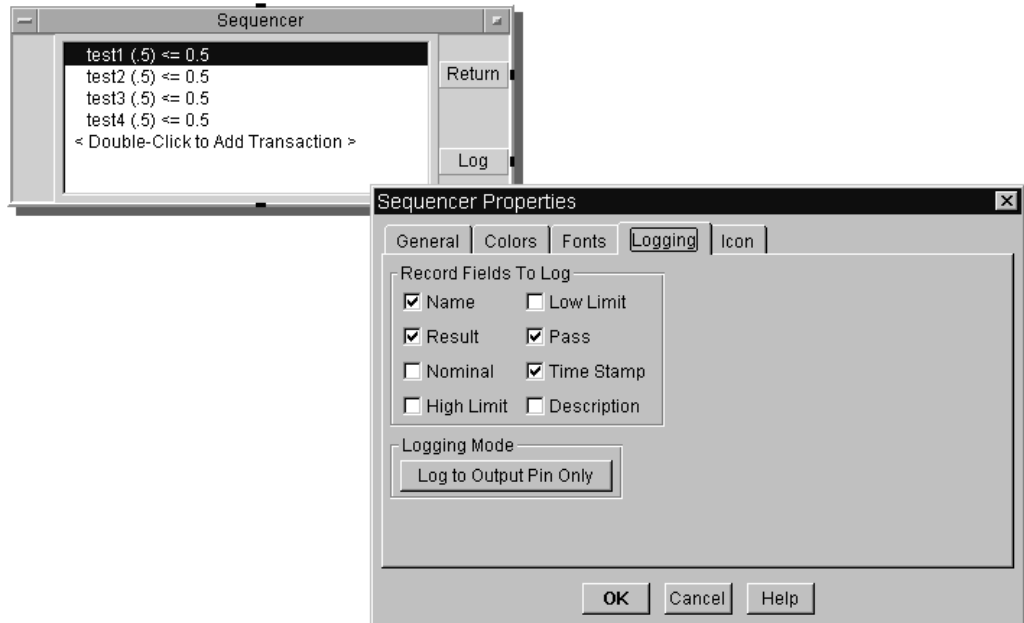 Sequencer
test1 (.5) <= 0.5
test2 (.5) <= 0.5
test3 (.5) <= 0.5
test4 (.5) <= 0.5
< Double-Click to Add Transaction >
Return
Log
Sequencer Properties
General Colors Fonts Logging Icon
Record Fields To Log
Name Low Limit
Result Pass
Nominal Time Stamp
High Limit Description
Logging Mode
Log to Output Pin Only
OK Cancel Help